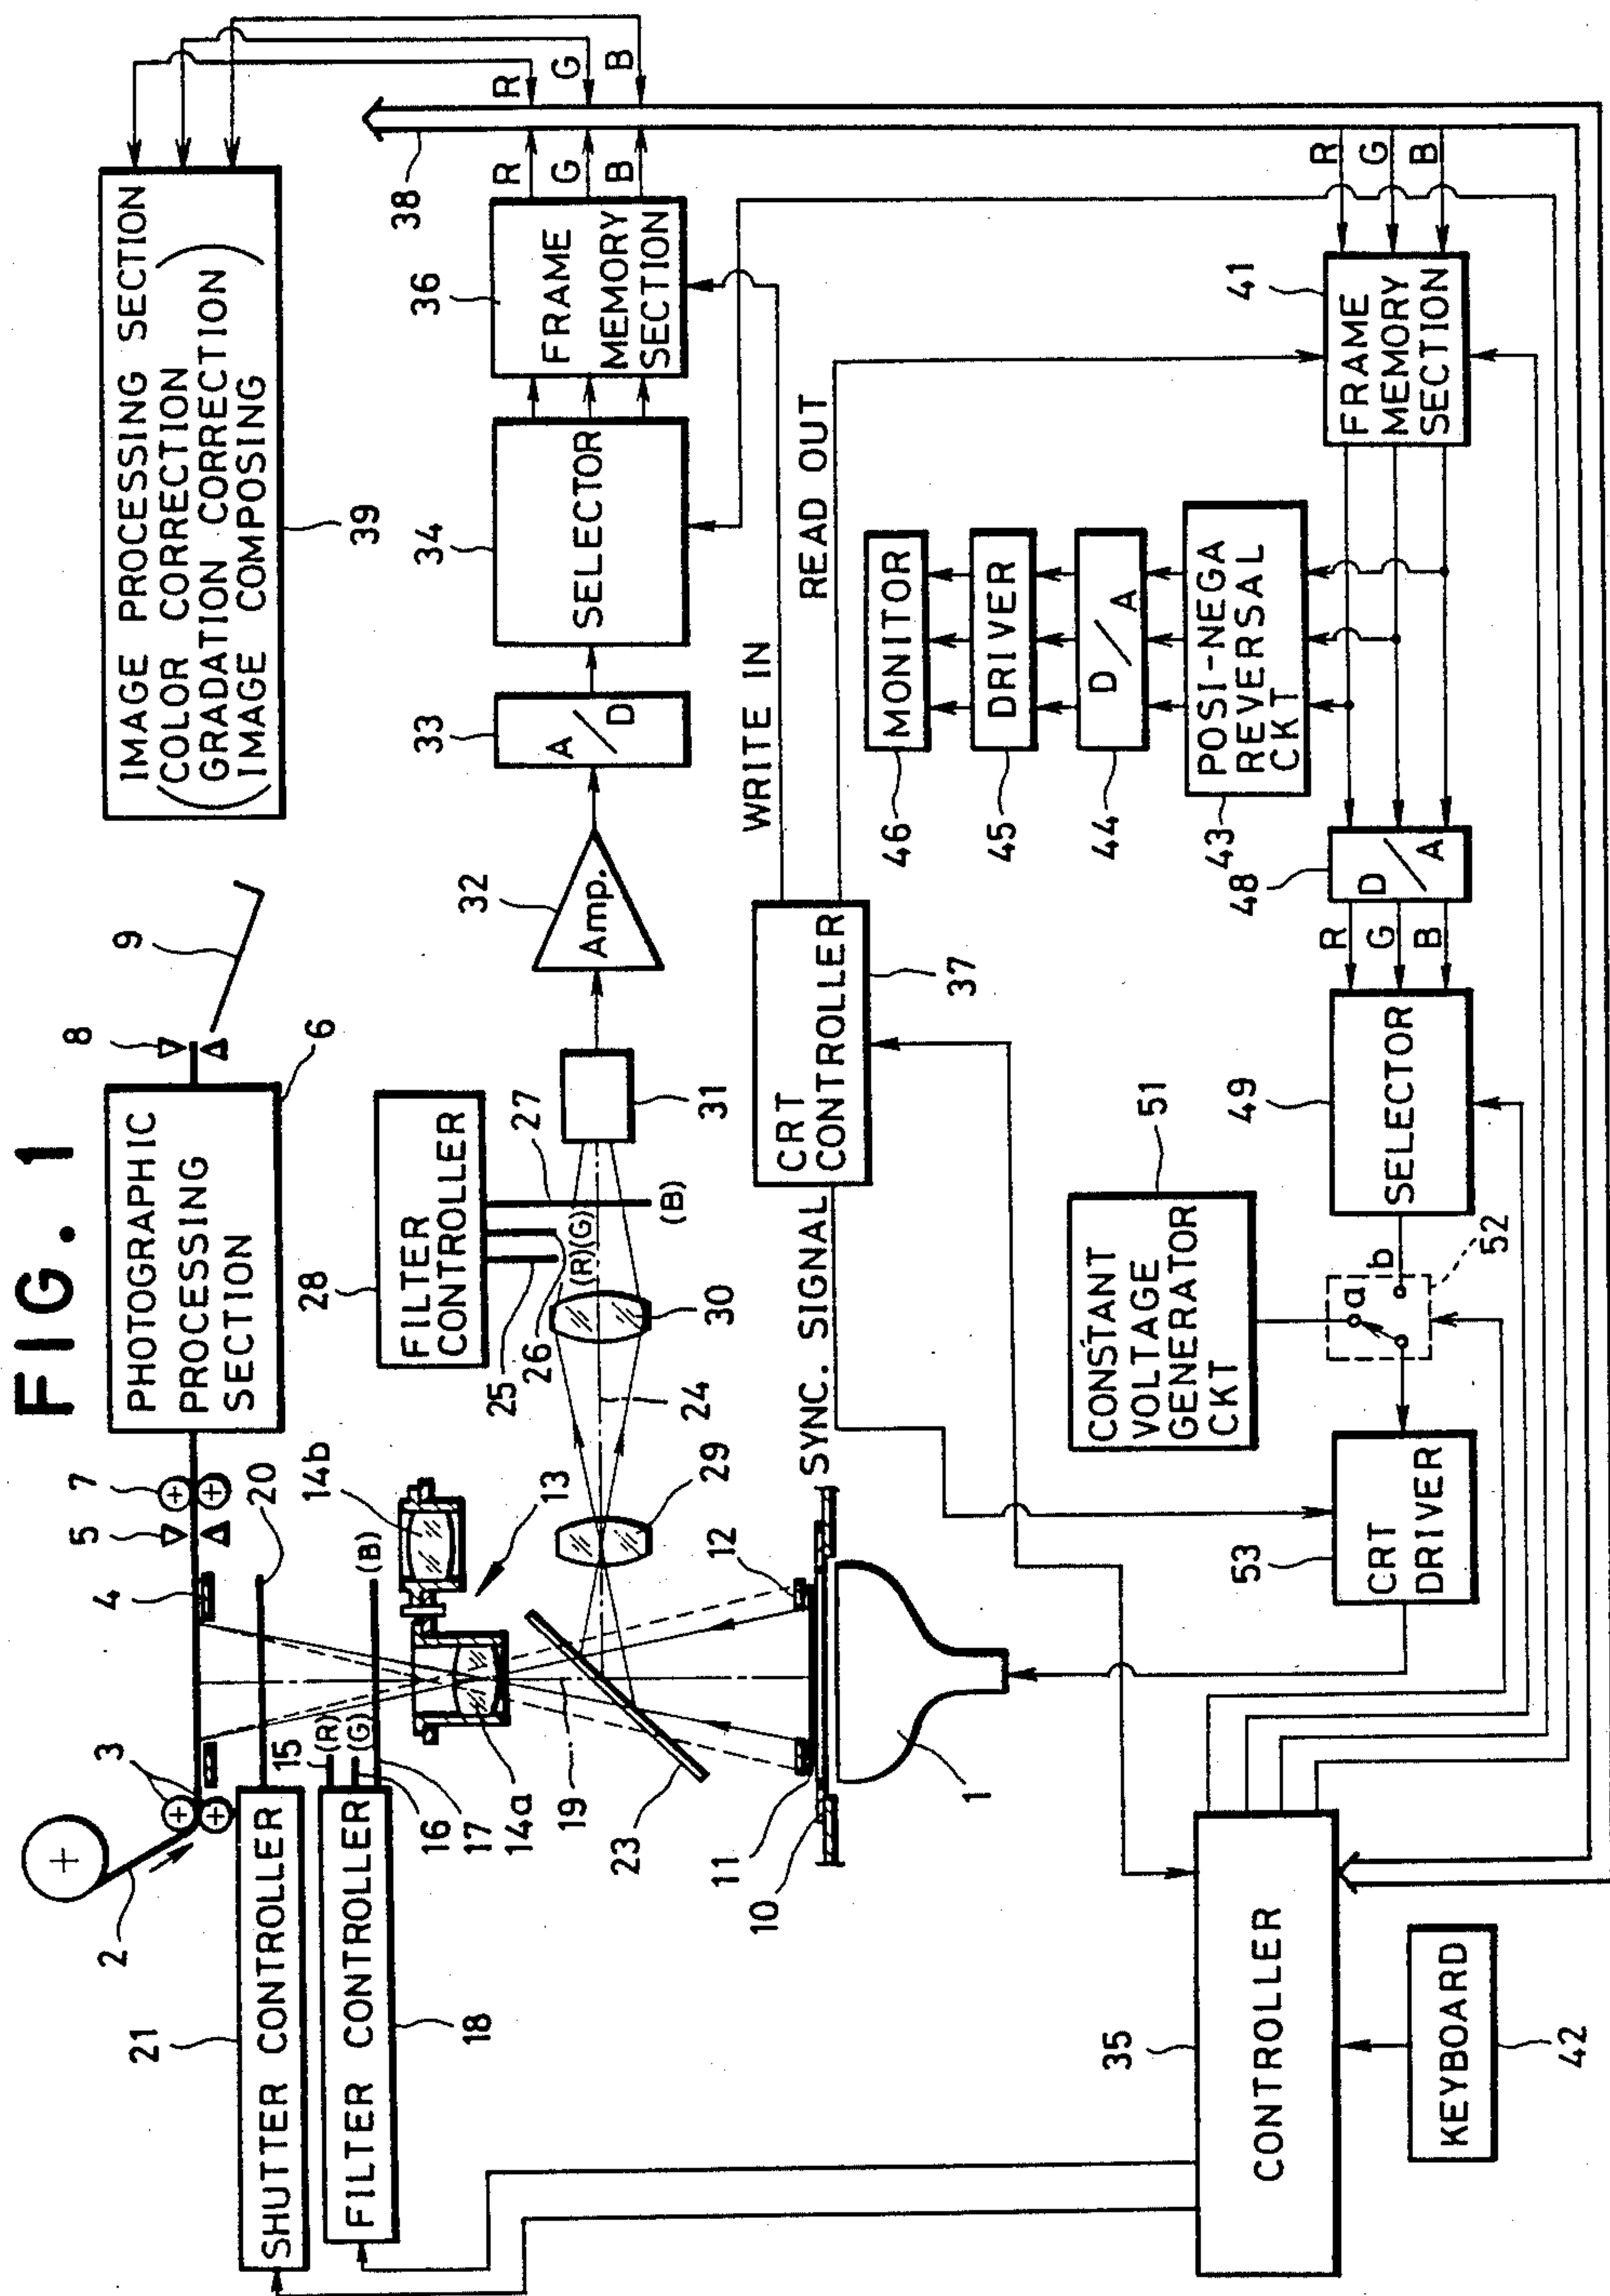 FIG. 1
2
3
4
5
7
20
PHOTOGRAPHIC
PROCESSING
SECTION
6
8
9
IMAGE PROCESSING SECTION
(COLOR CORRECTION
GRADATION CORRECTION
IMAGE COMPOSING)
39
21
SHUTTER CONTROLLER
FILTER CONTROLLER
18
15
(R)
16
(G)
17
(B)
14a
14b
13
19
23
28
FILTER
CONTROLLER
25
26
27
(R)
(G)
(B)
24
29
30
31
32
Amp.
33
A/D
34
SELECTOR
36
FRAME
MEMORY
SECTION
R
G
B
R
G
B
38
10
11
12
1
SYNC. SIGNAL
CRT
CONTROLLER
37
WRITE IN
READ OUT
46
MONITOR
45
DRIVER
44
D/A
43
POSI-NEGA
REVERSAL
CKT
41
FRAME
MEMORY
SECTION
R
G
B
48
D/A
R
G
B
49
SELECTOR
51
CONSTANT
VOLTAGE
GENERATOR
CKT
a
b
52
53
CRT
DRIVER
35
CONTROLLER
KEYBOARD
42